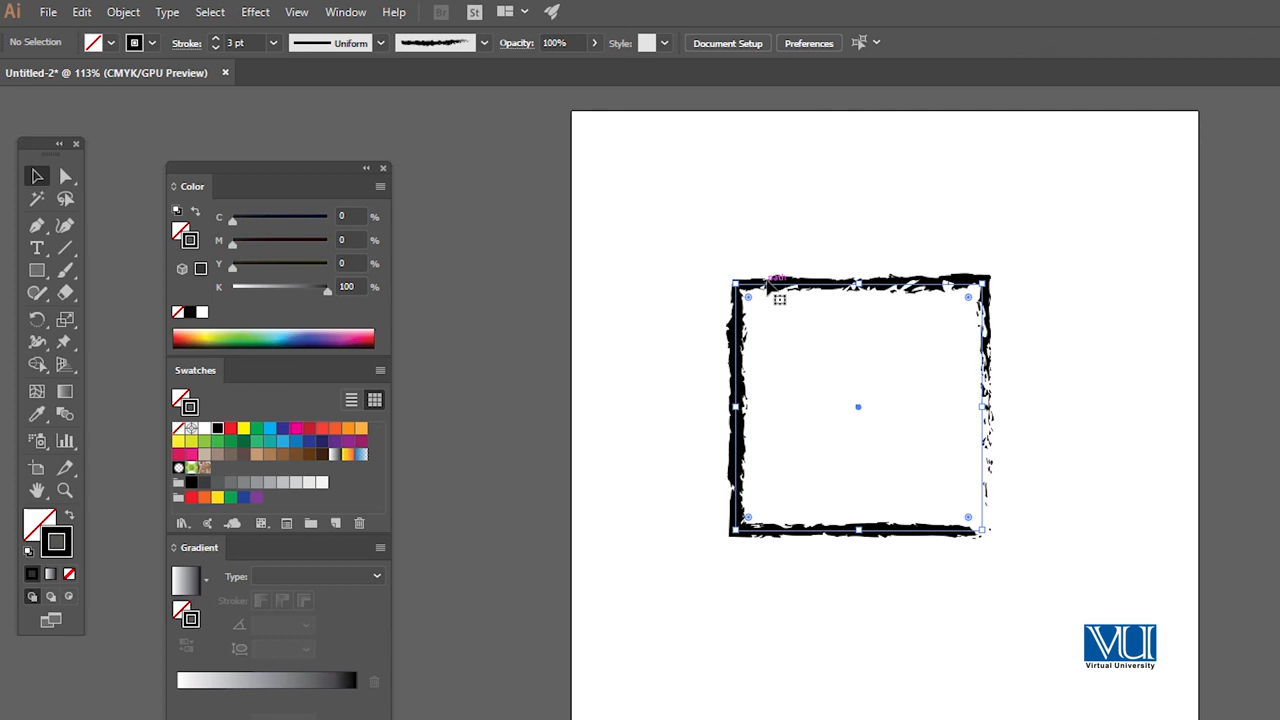 Ai File Edit Object Type Select Effect View Window Help Br St
No Selection Stroke: 3 pt Uniform Opacity: 100% Style: Document Setup Preferences
Untitled-2* @ 113% (CMYK/GPU Preview) ×
Color
C 0 %
M 0 %
Y 0 %
K 100 %
Swatches
Gradient
Type:
Stroke:
path
VU
Virtual University